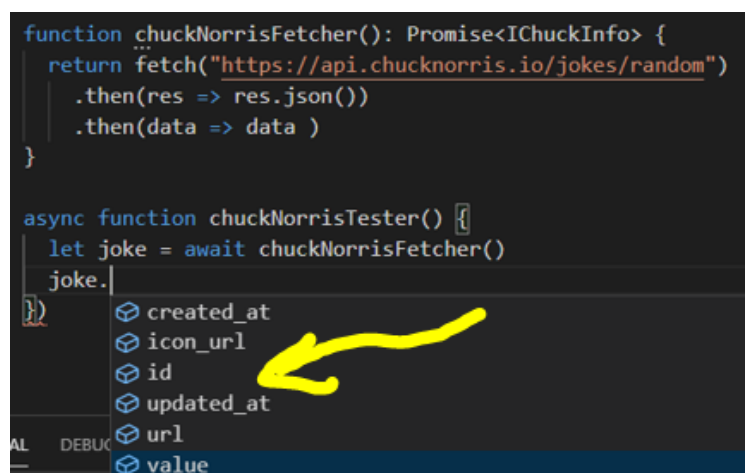 function chuckNorrisFetcher(): Promise<IChuckInfo> {
return fetch("https://api.chucknorris.io/jokes/random")
.then(res => res.json())
.then(data => data )
}
async function chuckNorrisTester() {
let joke = await chuckNorrisFetcher()
joke.
})
created_at
icon_url
id
updated_at
url
AL DEBUG
value